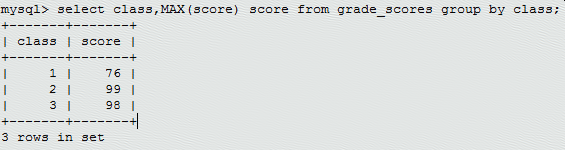 mysql> select class,MAX(score) score from grade_scores group by class;
+-------+-------+
| class | score |
+-------+-------+
|     1 |    76 |
|     2 |    99 |
|     3 |    98 |
+-------+-------+
3 rows in set